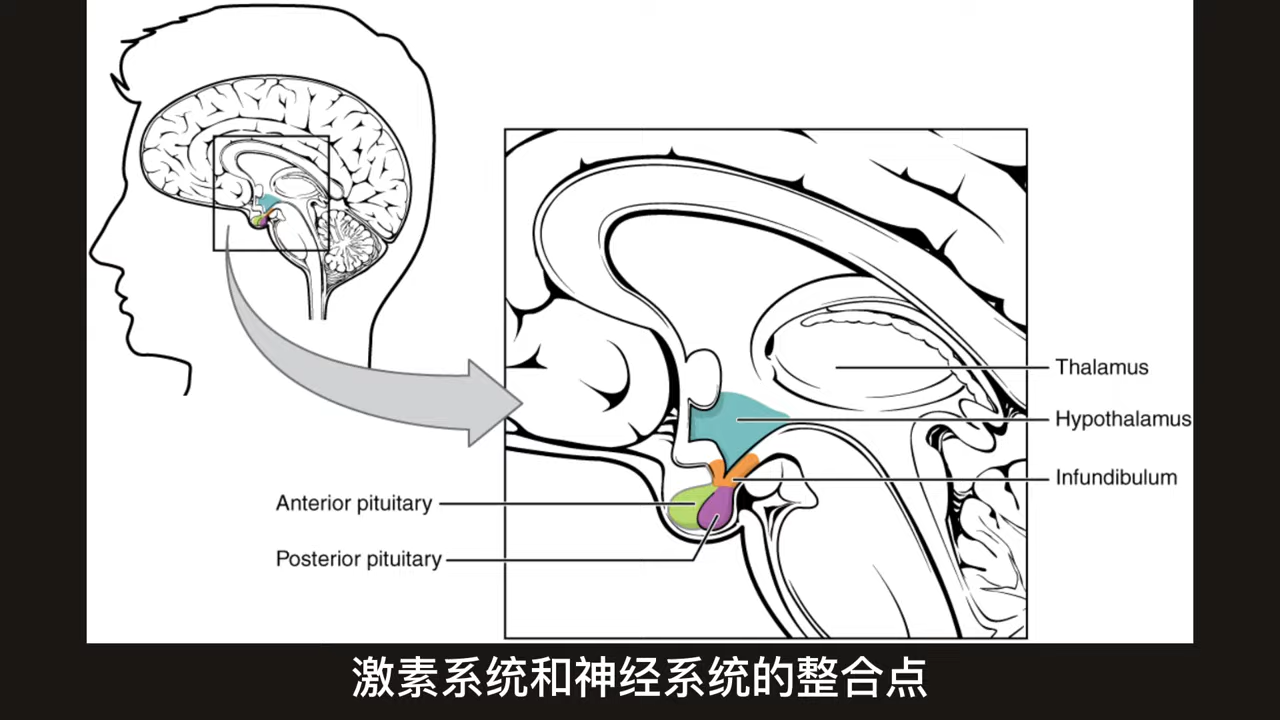 Thalamus
Hypothalamus
Infundibulum
Anterior pituitary
Posterior pituitary
激素系统和神经系统的整合点